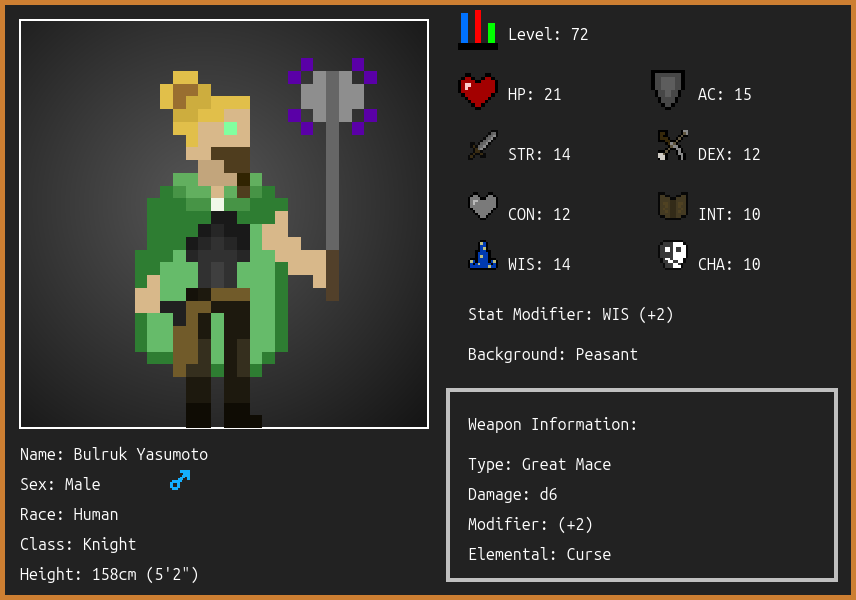 Level: 72
HP: 21
AC: 15
STR: 14
DEX: 12
CON: 12
INT: 10
WIS: 14
CHA: 10
Stat Modifier: WIS (+2)
Background: Peasant
Weapon Information:
Type: Great Mace
Damage: d6
Modifier: (+2)
Elemental: Curse
Name: Bulruk Yasumoto
Sex: Male
Race: Human
Class: Knight
Height: 158cm (5'2")